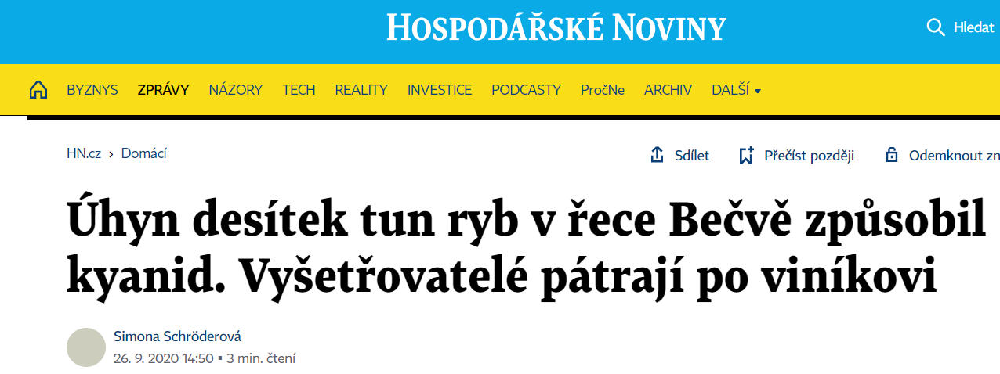 HOSPODÁŘSKÉ NOVINY
Hledat
BYZNYS ZPRÁVY NÁZORY TECH REALITY INVESTICE PODCASTY PročNe ARCHIV DALŠÍ
HN.cz › Domácí
Sdílet Přečíst později Odemknout zn
Úhyn desítek tun ryb v řece Bečvě způsobil
kyanid. Vyšetřovatelé pátrají po viníkovi
Simona Schröderová
26. 9. 2020 14:50 ▪ 3 min. čtení